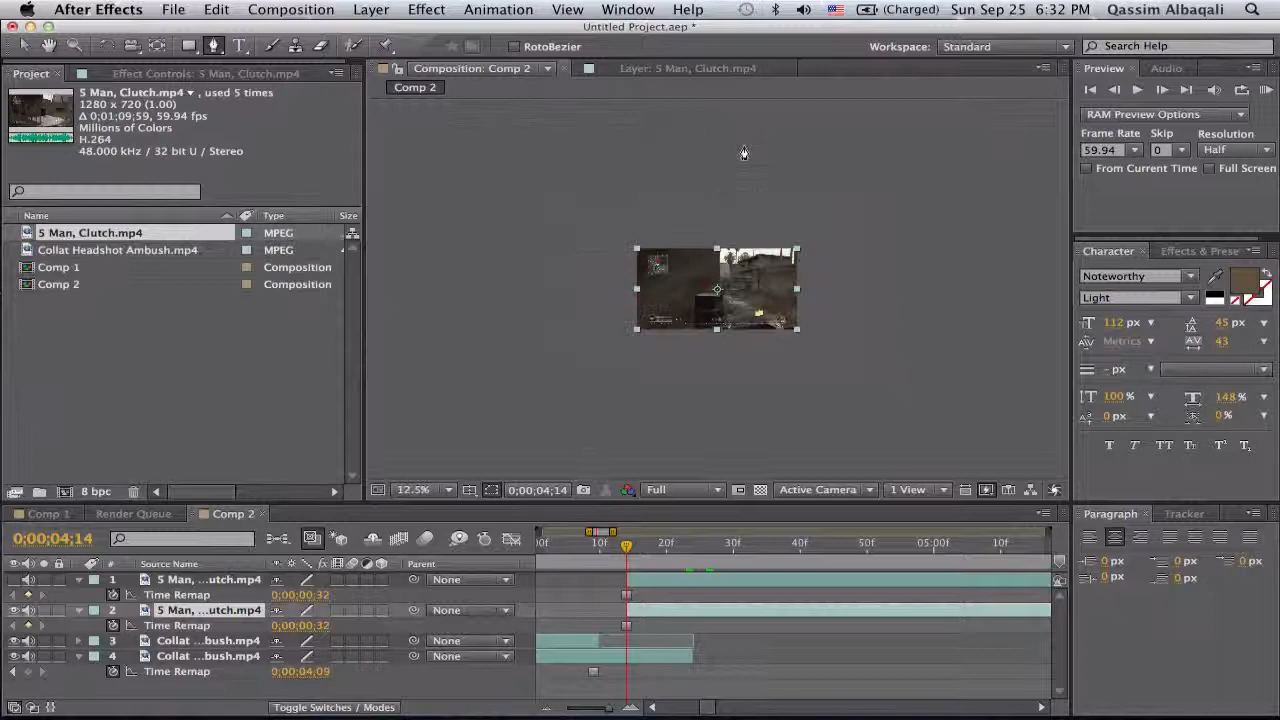 After Effects File Edit Composition Layer Effect Animation View Window Help (Charged) Sun Sep 25 6:32 PM Qassim Albaqali
Untitled Project.aep *
RotoBezier Workspace: Standard Search Help
Project Effect Controls: 5 Man, Clutch.mp4 Composition: Comp 2 Layer: 5 Man, Clutch.mp4 Preview Audio
Comp 2
5 Man, Clutch.mp4 , used 5 times
1280 x 720 (1.00)
Δ 0;01:09;59, 59.94 fps
Millions of Colors
H.264
48.000 kHz / 32 bit U / Stereo
RAM Preview Options
Frame Rate Skip Resolution
59.94 0 Half
From Current Time Full Screen
Name Type Size
5 Man, Clutch.mp4 MPEG
Collat Headshot Ambush.mp4 MPEG
Comp 1 Composition
Comp 2 Composition
Character Effects & Prese
Noteworthy
Light
112 px 45 px
Metrics 43
- px
100 % 148 %
0 px 0 %
T T TT Tт T¹ T₁
8 bpc 12.5% 0;00;04;14 Full Active Camera 1 View
Comp 1 Render Queue Comp 2
0;00;04;14
:00f 10f 20f 30f 40f 50f 05:00f 10f
# Source Name Parent
1 5 Man, ...utch.mp4 None
Time Remap 0;00;00;32
2 5 Man, ...utch.mp4 None
Time Remap 0;00;00;32
3 Collat ...bush.mp4 None
4 Collat ...bush.mp4 None
Time Remap 0;00;04;09
Toggle Switches / Modes
Paragraph Tracker
0 px 0 px 0 px
0 px 0 px